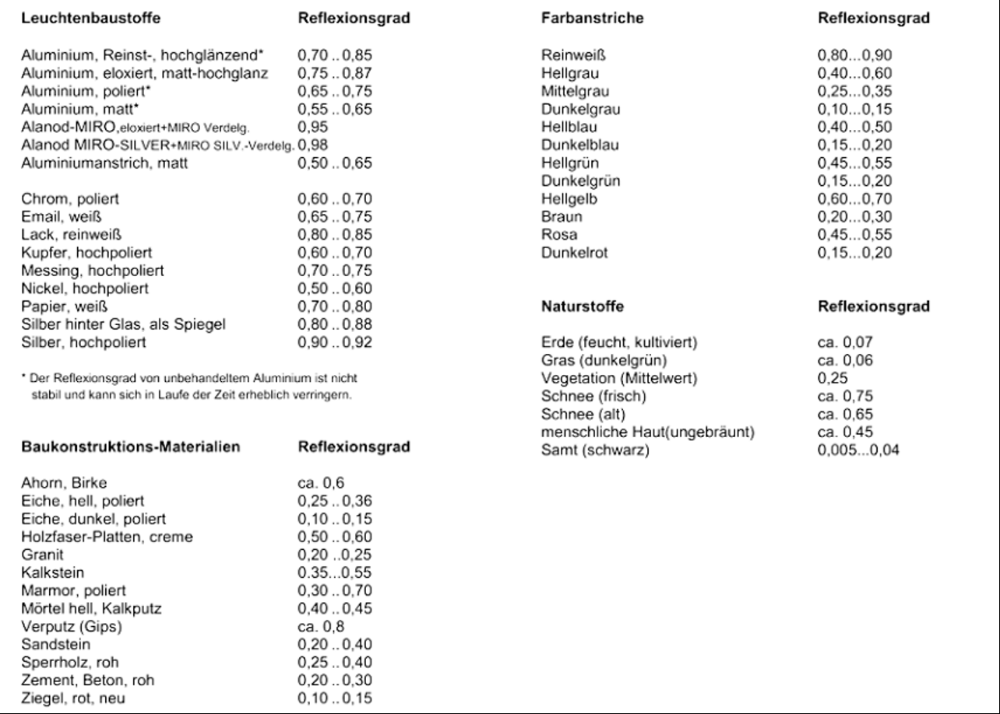 Leuchtenbaustoffe Reflexionsgrad
Aluminium, Reinst-, hochglänzend* 0,70 .. 0,85
Aluminium, eloxiert, matt-hochglanz 0,75 .. 0,87
Aluminium, poliert* 0,65 .. 0,75
Aluminium, matt* 0,55 .. 0,65
Alanod-MIRO,eloxiert+MIRO Verdelg. 0,95
Alanod MIRO-SILVER+MIRO SILV.-Verdelg. 0,98
Aluminiumanstrich, matt 0,50 .. 0,65
Chrom, poliert 0,60 .. 0,70
Email, weiß 0,65 .. 0,75
Lack, reinweiß 0,80 .. 0,85
Kupfer, hochpoliert 0,60 .. 0,70
Messing, hochpoliert 0,70 .. 0,75
Nickel, hochpoliert 0,50 .. 0,60
Papier, weiß 0,70 .. 0,80
Silber hinter Glas, als Spiegel 0,80 .. 0,88
Silber, hochpoliert 0,90 .. 0,92
* Der Reflexionsgrad von unbehandeltem Aluminium ist nicht
stabil und kann sich in Laufe der Zeit erheblich verringern.
Baukonstruktions-Materialien Reflexionsgrad
Ahorn, Birke ca. 0,6
Eiche, hell, poliert 0,25 .. 0,36
Eiche, dunkel, poliert 0,10 .. 0,15
Holzfaser-Platten, creme 0,50 .. 0,60
Granit 0,20 ..0,25
Kalkstein 0.35...0,55
Marmor, poliert 0,30 .. 0,70
Mörtel hell, Kalkputz 0,40 .. 0,45
Verputz (Gips) ca. 0,8
Sandstein 0,20 .. 0,40
Sperrholz, roh 0,25 .. 0,40
Zement, Beton, roh 0,20 .. 0,30
Ziegel, rot, neu 0,10 .. 0,15
Farbanstriche Reflexionsgrad
Reinweiß 0,80...0,90
Hellgrau 0,40...0,60
Mittelgrau 0,25...0,35
Dunkelgrau 0,10...0,15
Hellblau 0,40...0,50
Dunkelblau 0,15...0,20
Hellgrün 0,45...0,55
Dunkelgrün 0,15...0,20
Hellgelb 0,60...0,70
Braun 0,20...0,30
Rosa 0,45...0,55
Dunkelrot 0,15...0,20
Naturstoffe Reflexionsgrad
Erde (feucht, kultiviert) ca. 0,07
Gras (dunkelgrün) ca. 0,06
Vegetation (Mittelwert) 0,25
Schnee (frisch) ca. 0,75
Schnee (alt) ca. 0,65
menschliche Haut(ungebräunt) ca. 0,45
Samt (schwarz) 0,005...0,04